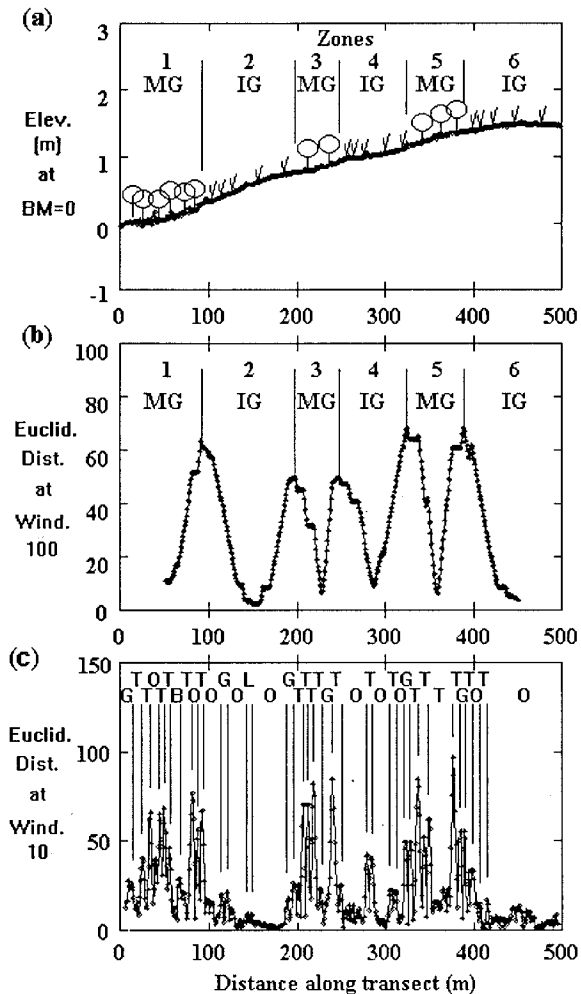 (a)
Zones
1 2 3 4 5 6
MG IG MG IG MG IG
Elev.
(m)
at
BM=0
3
2
1
0
-1
0 100 200 300 400 500
(b)
1 2 3 4 5 6
MG IG MG IG MG IG
Euclid.
Dist.
at
Wind.
100
100
80
60
40
20
0
0 100 200 300 400 500
(c)
T O T T T G L G T T T T T G T T T T
G T T B O O O O T T G O O O T T G O O
Euclid.
Dist.
at
Wind.
10
150
100
50
0
0 100 200 300 400 500
Distance along transect (m)